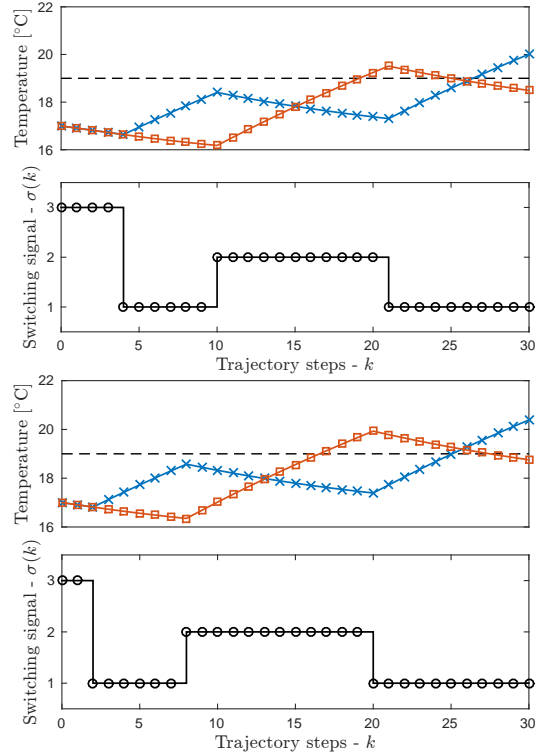 Temperature [°C]
22
20
18
16
Switching signal - σ(k)
3
2
1
0 5 10 15 20 25 30
Trajectory steps - k
Temperature [°C]
22
20
18
16
Switching signal - σ(k)
3
2
1
0 5 10 15 20 25 30
Trajectory steps - k